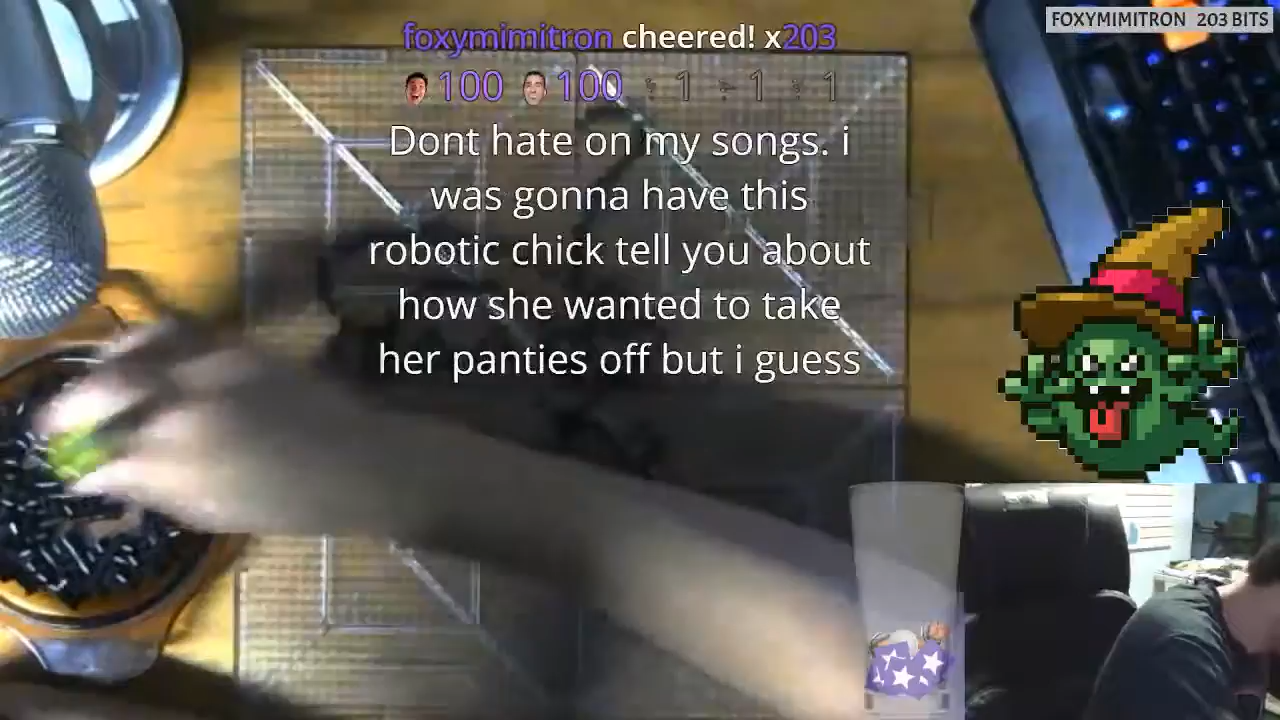 FOXYMIMITRON 203 BITS
foxymimitron cheered! x203
100 100 1 1 1
Dont hate on my songs. i
was gonna have this
robotic chick tell you about
how she wanted to take
her panties off but i guess